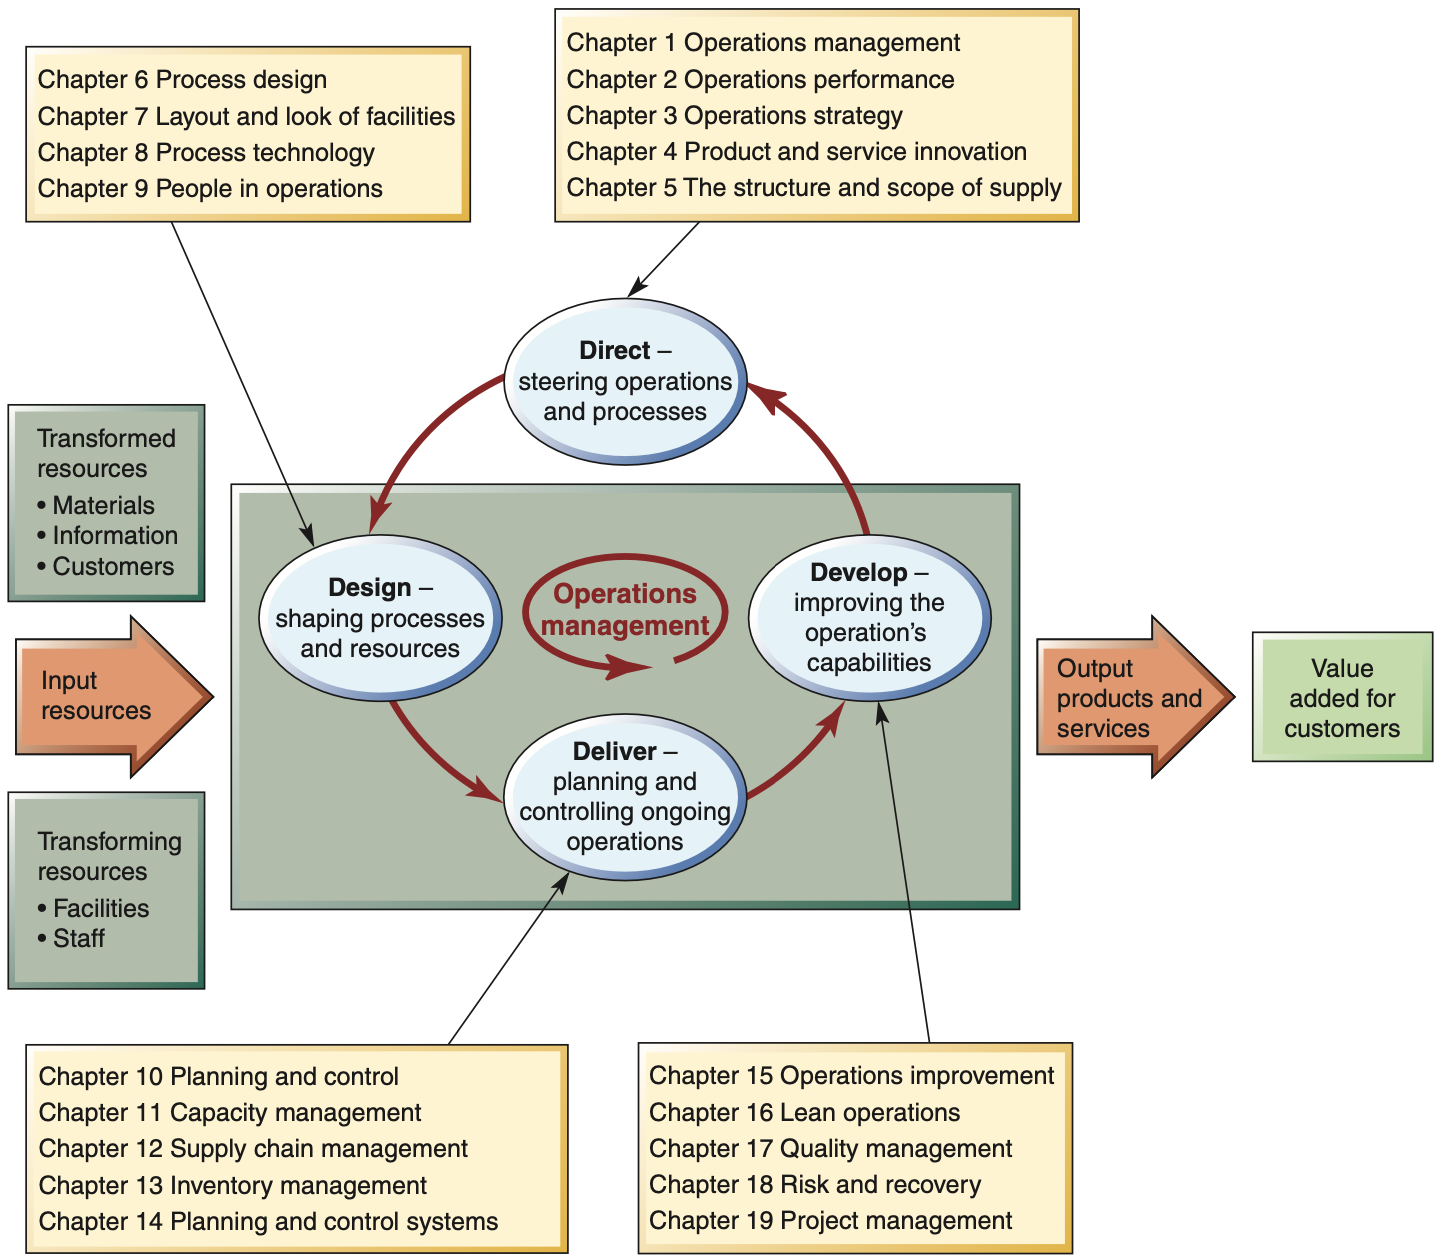 Chapter 6 Process design
Chapter 7 Layout and look of facilities
Chapter 8 Process technology
Chapter 9 People in operations
Chapter 1 Operations management
Chapter 2 Operations performance
Chapter 3 Operations strategy
Chapter 4 Product and service innovation
Chapter 5 The structure and scope of supply
Direct –
steering operations
and processes
Transformed
resources
• Materials
• Information
• Customers
Design –
shaping processes
and resources
Operations
management
Develop –
improving the
operation’s
capabilities
Input
resources
Output
products and
services
Value
added for
customers
Deliver –
planning and
controlling ongoing
operations
Transforming
resources
• Facilities
• Staff
Chapter 10 Planning and control
Chapter 11 Capacity management
Chapter 12 Supply chain management
Chapter 13 Inventory management
Chapter 14 Planning and control systems
Chapter 15 Operations improvement
Chapter 16 Lean operations
Chapter 17 Quality management
Chapter 18 Risk and recovery
Chapter 19 Project management